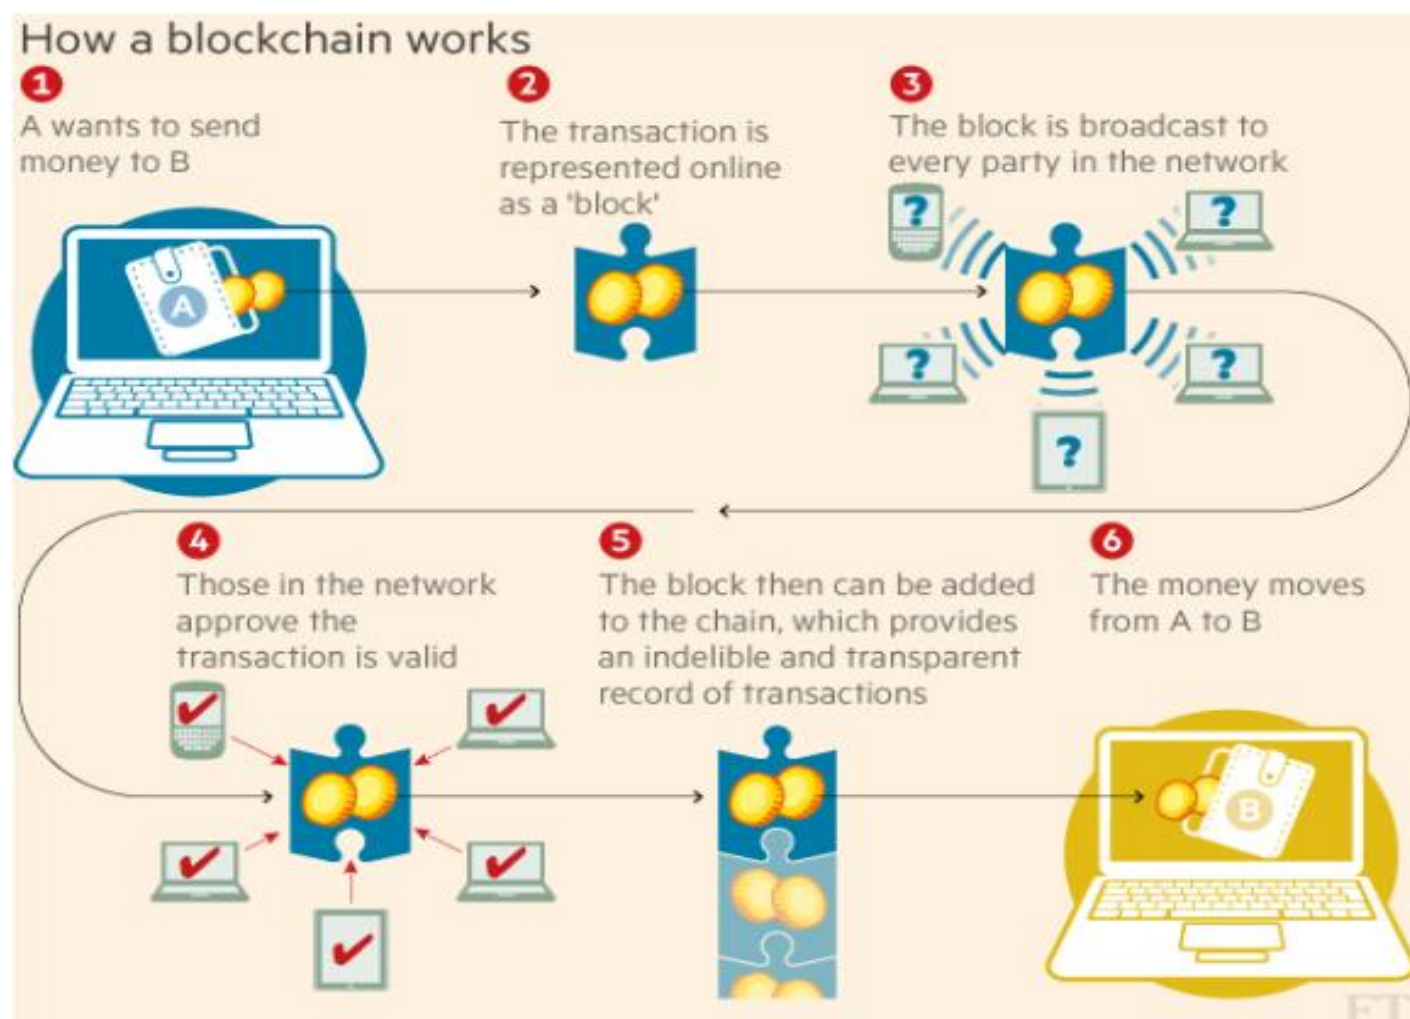 How a blockchain works
1
A wants to send
money to B
2
The transaction is
represented online
as a 'block'
3
The block is broadcast to
every party in the network
A
?
?
?
?
?
4
Those in the network
approve the
transaction is valid
5
The block then can be added
to the chain, which provides
an indelible and transparent
record of transactions
6
The money moves
from A to B
B
FT